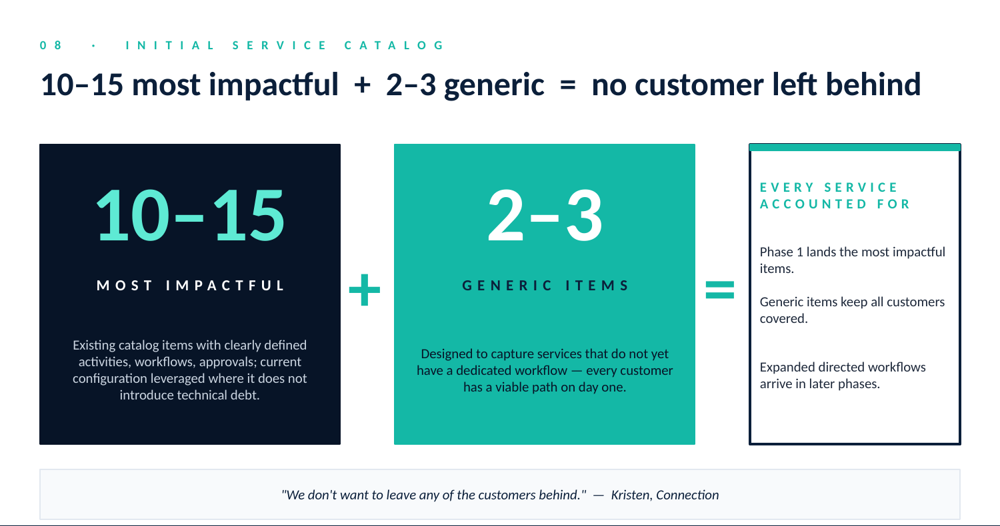 08 · INITIAL SERVICE CATALOG
10–15 most impactful + 2–3 generic = no customer left behind
10–15
MOST IMPACTFUL
Existing catalog items with clearly defined
activities, workflows, approvals; current
configuration leveraged where it does not
introduce technical debt.
+
2–3
GENERIC ITEMS
Designed to capture services that do not yet
have a dedicated workflow — every customer
has a viable path on day one.
=
EVERY SERVICE
ACCOUNTED FOR
Phase 1 lands the most impactful
items.
Generic items keep all customers
covered.
Expanded directed workflows
arrive in later phases.
"We don't want to leave any of the customers behind." — Kristen, Connection